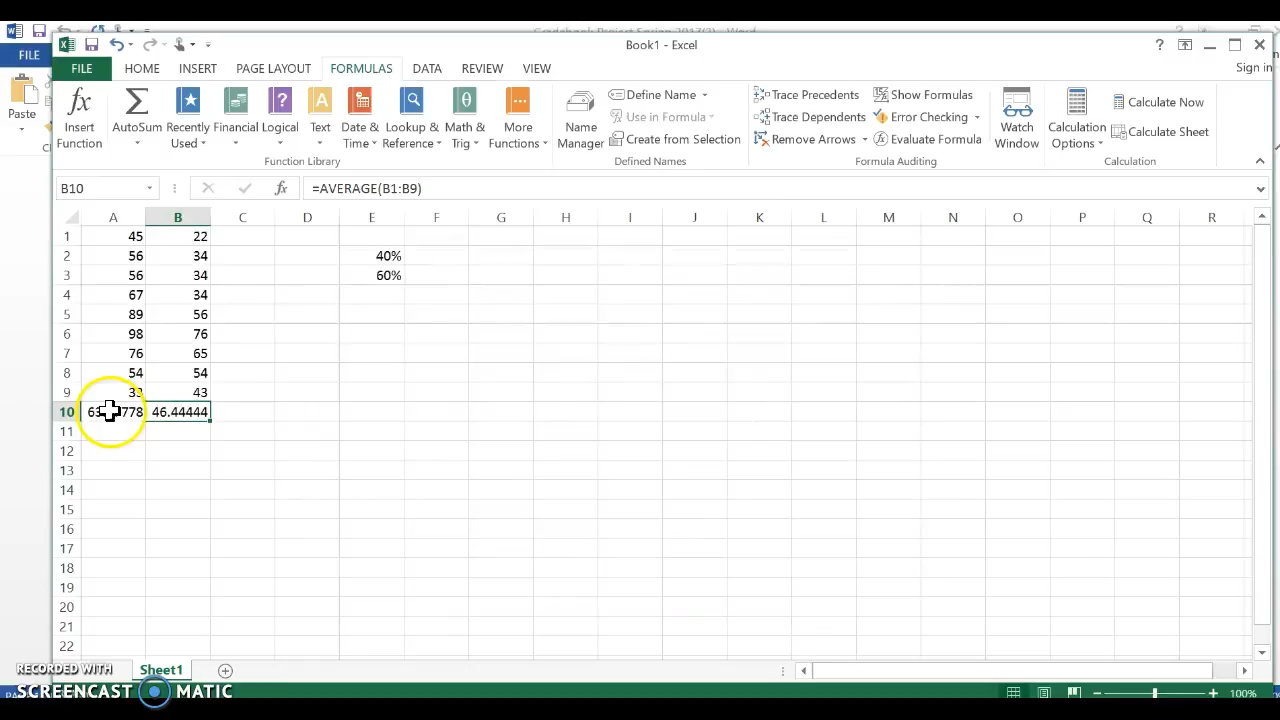 Book1 - Excel
Sign in
FILE
FILE HOME INSERT PAGE LAYOUT FORMULAS DATA REVIEW VIEW
Paste
Insert Function
AutoSum
Recently Used
Financial
Logical
Text
Date & Time
Lookup & Reference
Math & Trig
More Functions
Function Library
Name Manager
Define Name
Use in Formula
Create from Selection
Defined Names
Trace Precedents
Trace Dependents
Remove Arrows
Show Formulas
Error Checking
Evaluate Formula
Formula Auditing
Watch Window
Calculation Options
Calculate Now
Calculate Sheet
Calculation
B10 fx =AVERAGE(B1:B9)
A B C D E F G H I J K L M N O P Q R
1 45 22
2 56 34 40%
3 56 34 60%
4 67 34
5 89 56
6 98 76
7 76 65
8 54 54
9 33 43
10 46.44444
11
12
13
14
15
16
17
18
19
20
21
22
Sheet1
100%
RECORDED WITH
SCREENCAST MATIC